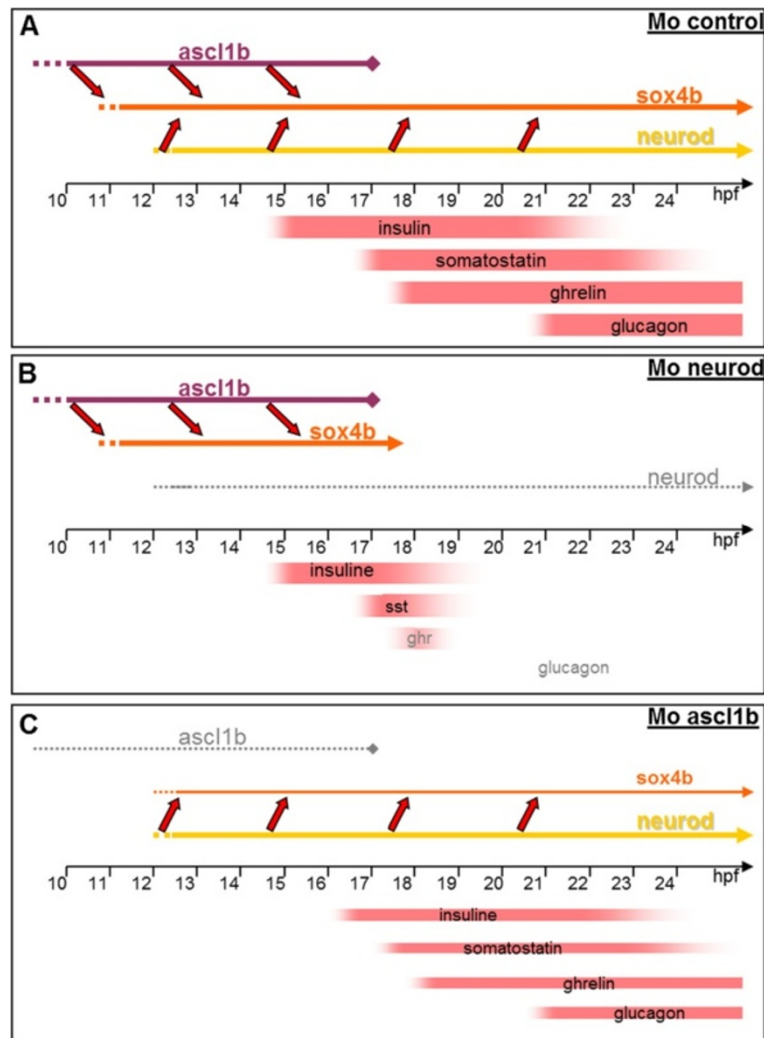 A Mo control
ascl1b
sox4b
neurod
10 11 12 13 14 15 16 17 18 19 20 21 22 23 24 hpf
insulin
somatostatin
ghrelin
glucagon
B Mo neurod
ascl1b
sox4b
neurod
10 11 12 13 14 15 16 17 18 19 20 21 22 23 24 hpf
insuline
sst
ghr
glucagon
C Mo ascl1b
ascl1b
sox4b
neurod
10 11 12 13 14 15 16 17 18 19 20 21 22 23 24 hpf
insuline
somatostatin
ghrelin
glucagon